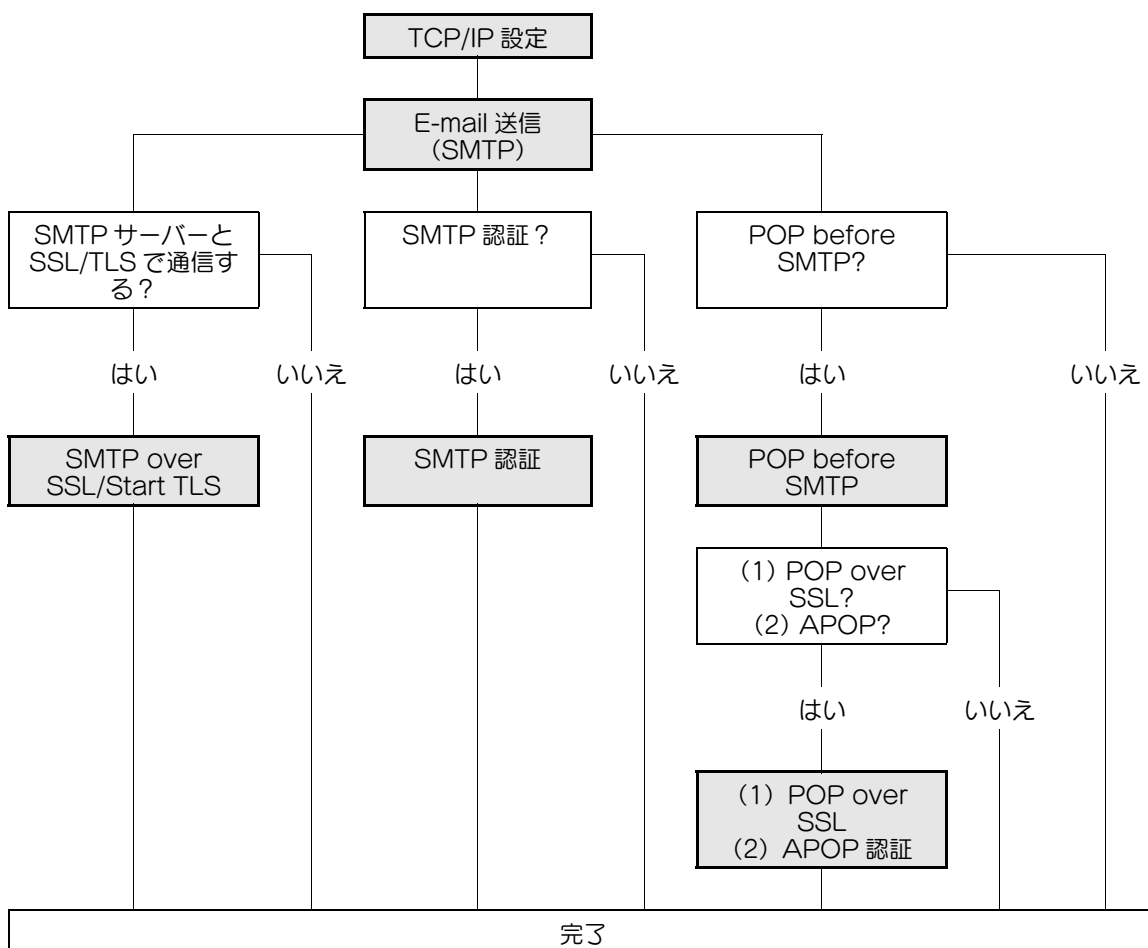 TCP/IP 設定
E-mail 送信
（SMTP）
SMTP サーバーと
SSL/TLS で通信す
る？
SMTP 認証？
POP before
SMTP?
はい
いいえ
はい
いいえ
はい
いいえ
SMTP over
SSL/Start TLS
SMTP 認証
POP before
SMTP
（1）POP over
SSL?
（2）APOP?
はい
いいえ
（1）POP over
SSL
（2）APOP 認証
完了